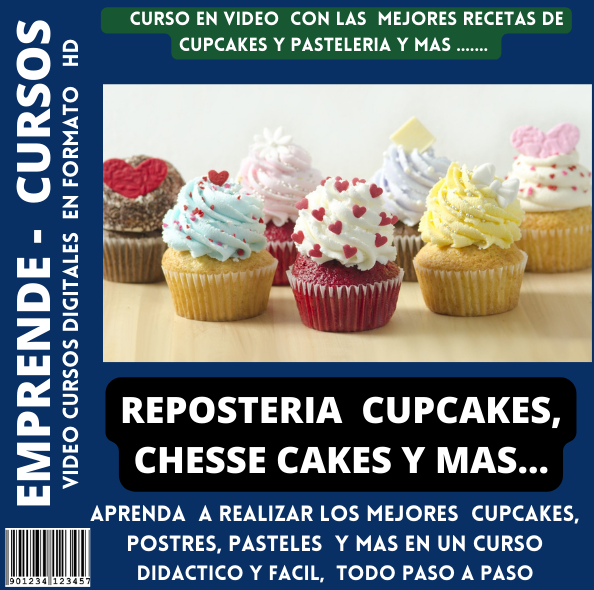 CURSO EN VIDEO CON LAS MEJORES RECETAS DE
CUPCAKES Y PASTELERIA Y MAS .......
EMPRENDE - CURSOS
VIDEO CURSOS DIGITALES EN FORMATO HD
REPOSTERIA CUPCAKES,
CHESSE CAKES Y MAS...
APRENDA A REALIZAR LOS MEJORES CUPCAKES,
POSTRES, PASTELES Y MAS EN UN CURSO
DIDACTICO Y FACIL, TODO PASO A PASO
901234 123457